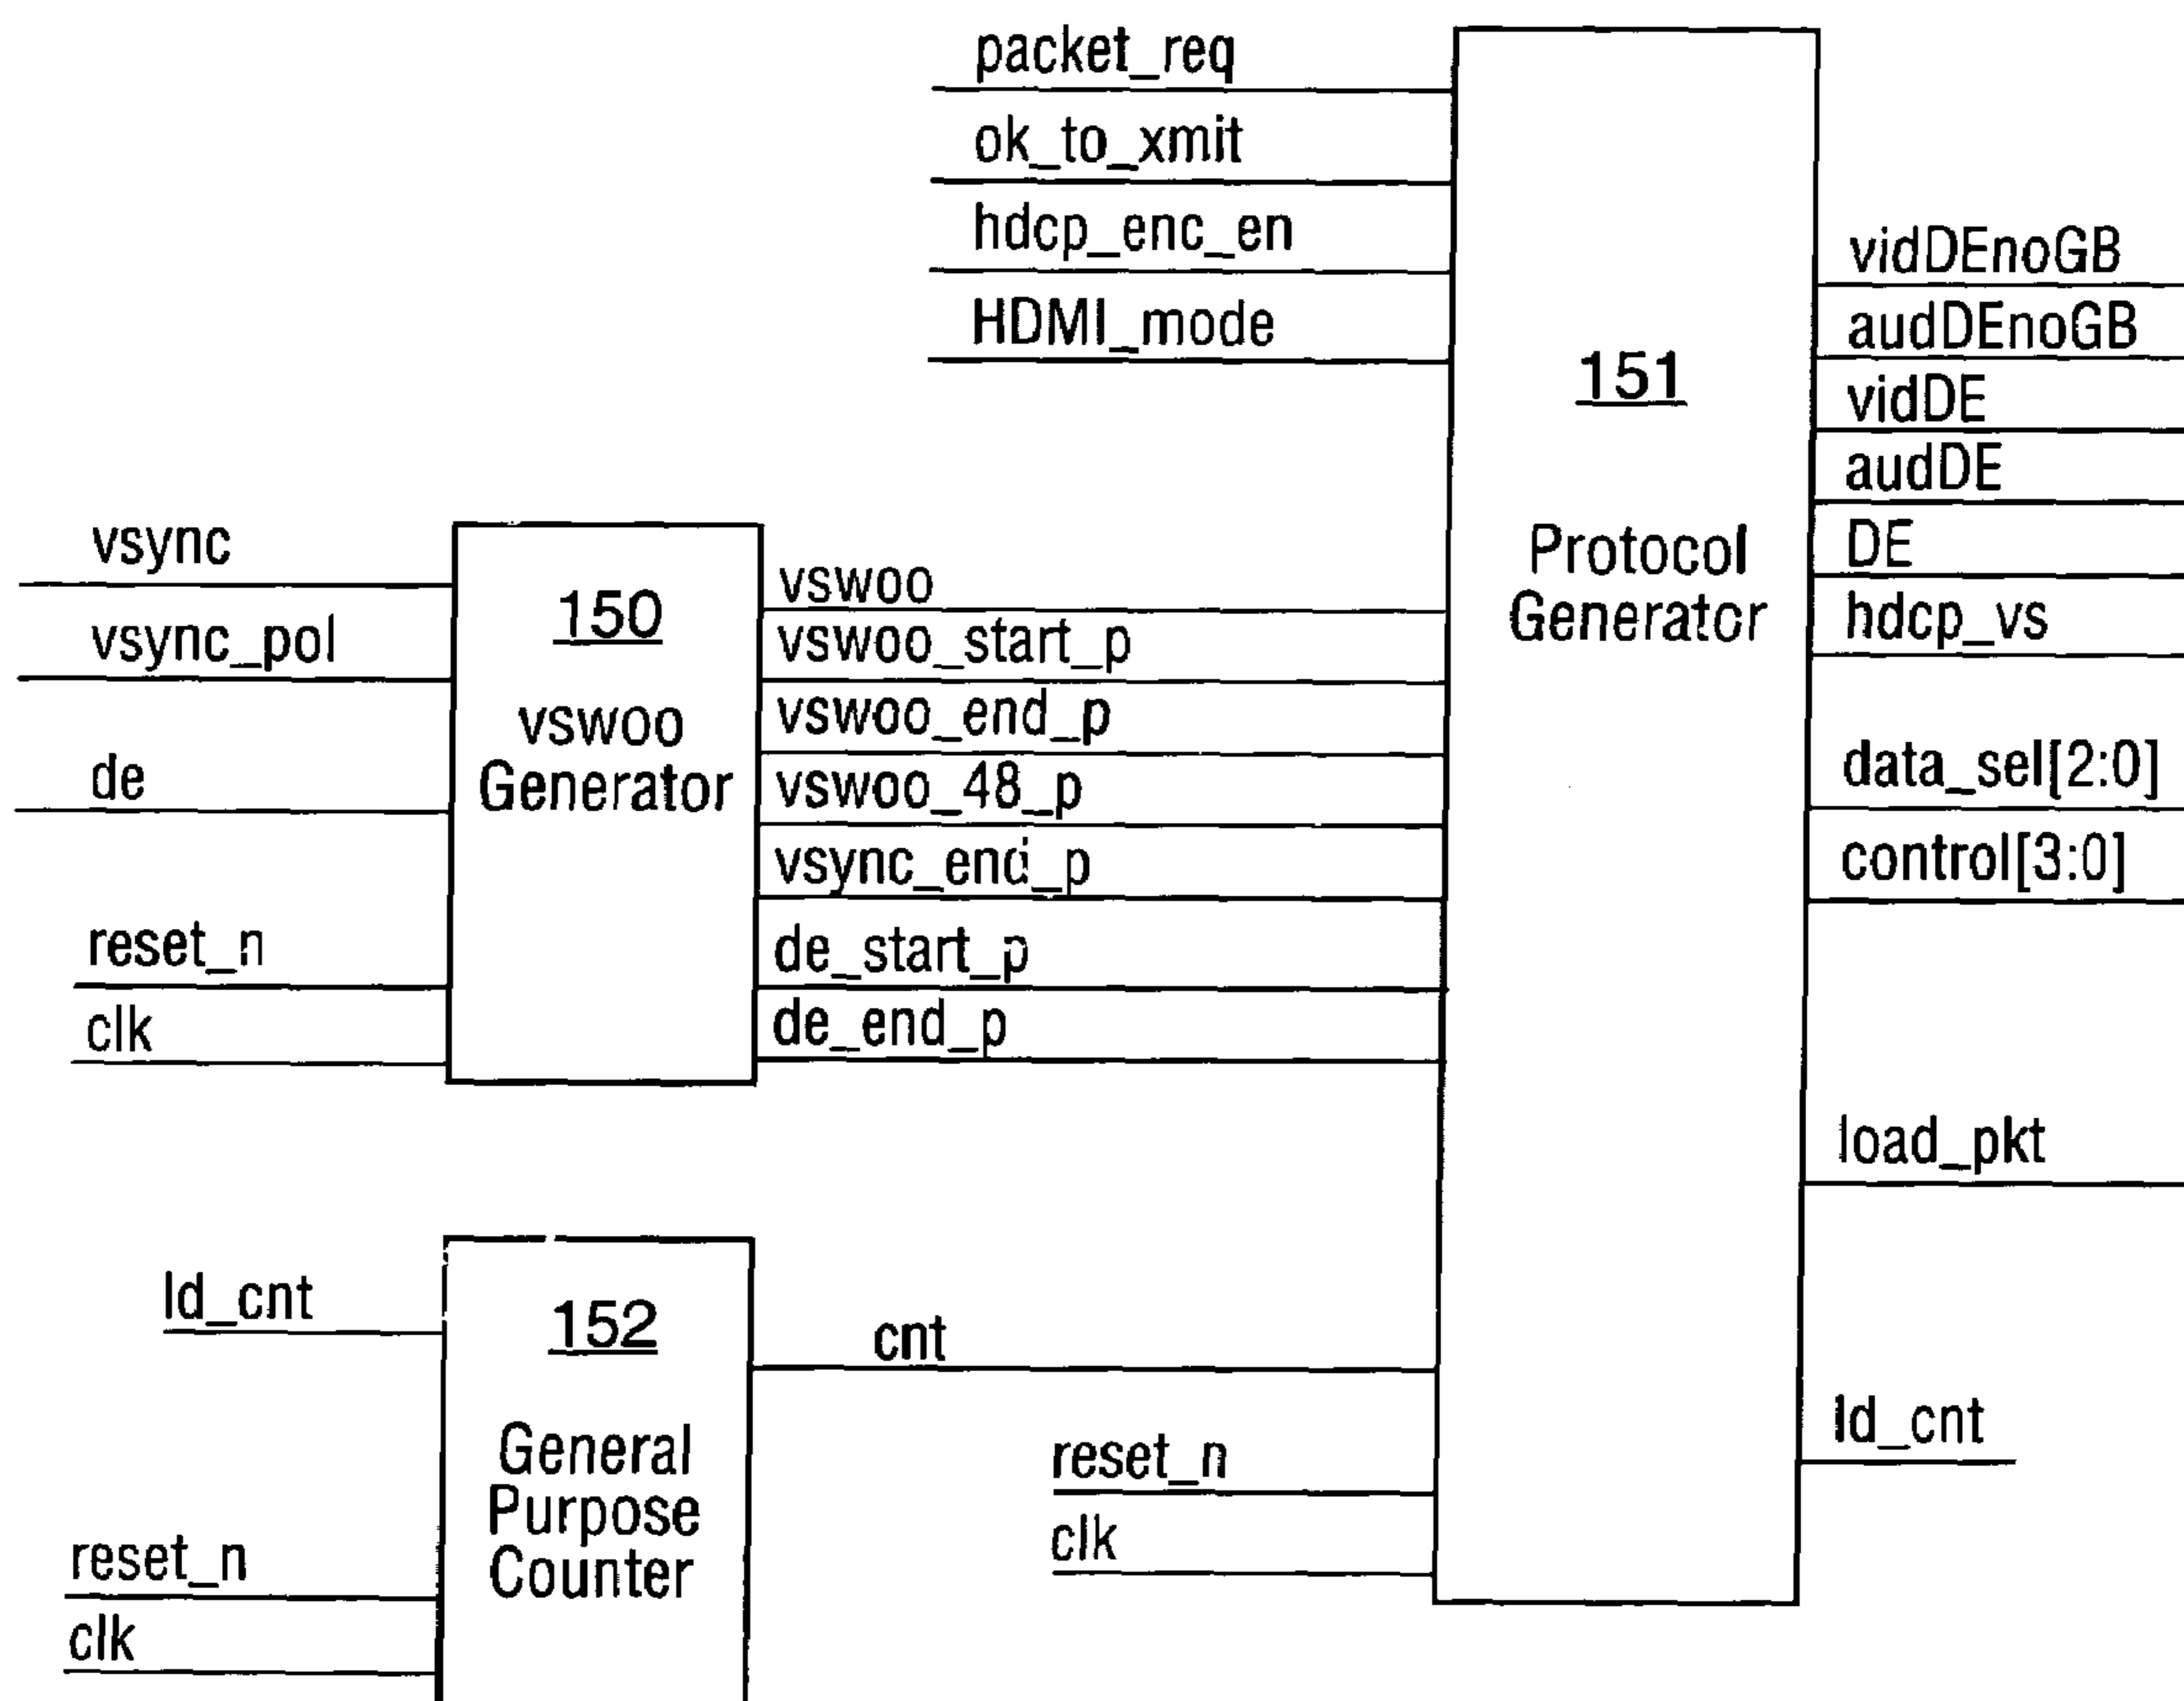 packet_req
ok_to_xmit
hdcp_enc_en
HDMI_mode
151
Protocol
Generator
vidDEnoGB
audDEnoGB
vidDE
audDE
DE
hdcp_vs
data_sel[2:0]
control[3:0]
load_pkt
ld_cnt
vsync
vsync_pol
de
reset_n
clk
150
vswoo
Generator
vswoo
vswoo_start_p
vswoo_end_p
vswoo_48_p
vsync_end_p
de_start_p
de_end_p
ld_cnt
reset_n
clk
152
General
Purpose
Counter
cnt
reset_n
clk